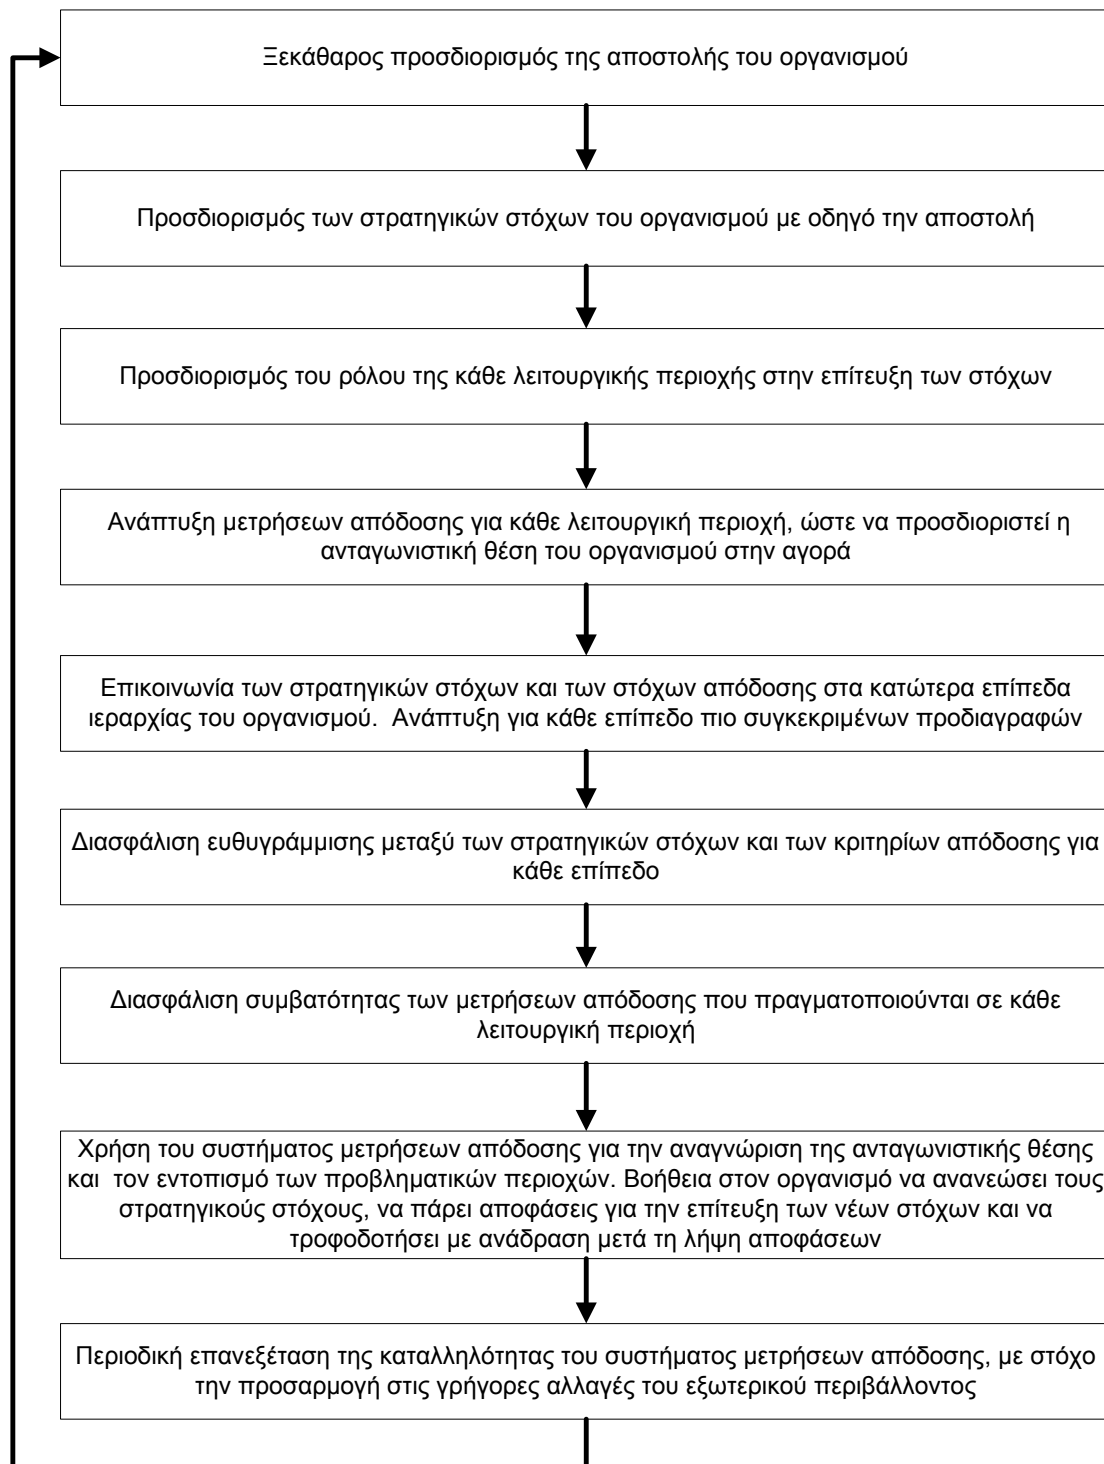 Ξεκάθαρος προσδιορισμός της αποστολής του οργανισμού
Προσδιορισμός των στρατηγικών στόχων του οργανισμού με οδηγό την αποστολή
Προσδιορισμός του ρόλου της κάθε λειτουργικής περιοχής στην επίτευξη των στόχων
Ανάπτυξη μετρήσεων απόδοσης για κάθε λειτουργική περιοχή, ώστε να προσδιοριστεί η
ανταγωνιστική θέση του οργανισμού στην αγορά
Επικοινωνία των στρατηγικών στόχων και των στόχων απόδοσης στα κατώτερα επίπεδα
ιεραρχίας του οργανισμού.  Ανάπτυξη για κάθε επίπεδο πιο συγκεκριμένων προδιαγραφών
Διασφάλιση ευθυγράμμισης μεταξύ των στρατηγικών στόχων και των κριτηρίων απόδοσης για
κάθε επίπεδο
Διασφάλιση συμβατότητας των μετρήσεων απόδοσης που πραγματοποιούνται σε κάθε
λειτουργική περιοχή
Χρήση του συστήματος μετρήσεων απόδοσης για την αναγνώριση της ανταγωνιστικής θέσης
και  τον εντοπισμό των προβληματικών περιοχών. Βοήθεια στον οργανισμό να ανανεώσει τους
στρατηγικούς στόχους, να πάρει αποφάσεις για την επίτευξη των νέων στόχων και να
τροφοδοτήσει με ανάδραση μετά τη λήψη αποφάσεων
Περιοδική επανεξέταση της καταλληλότητας του συστήματος μετρήσεων απόδοσης, με στόχο
την προσαρμογή στις γρήγορες αλλαγές του εξωτερικού περιβάλλοντος